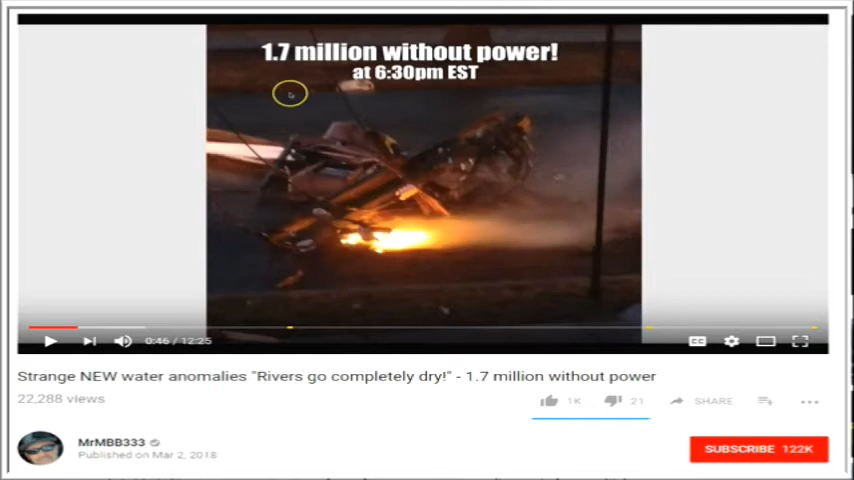 1.7 million without power!
at 6:30pm EST
0:46 / 12:25
CC
Strange NEW water anomalies "Rivers go completely dry!" - 1.7 million without power
22,288 views
1K 21 SHARE
MrMBB333
SUBSCRIBE 122K
Published on Mar 2, 2018